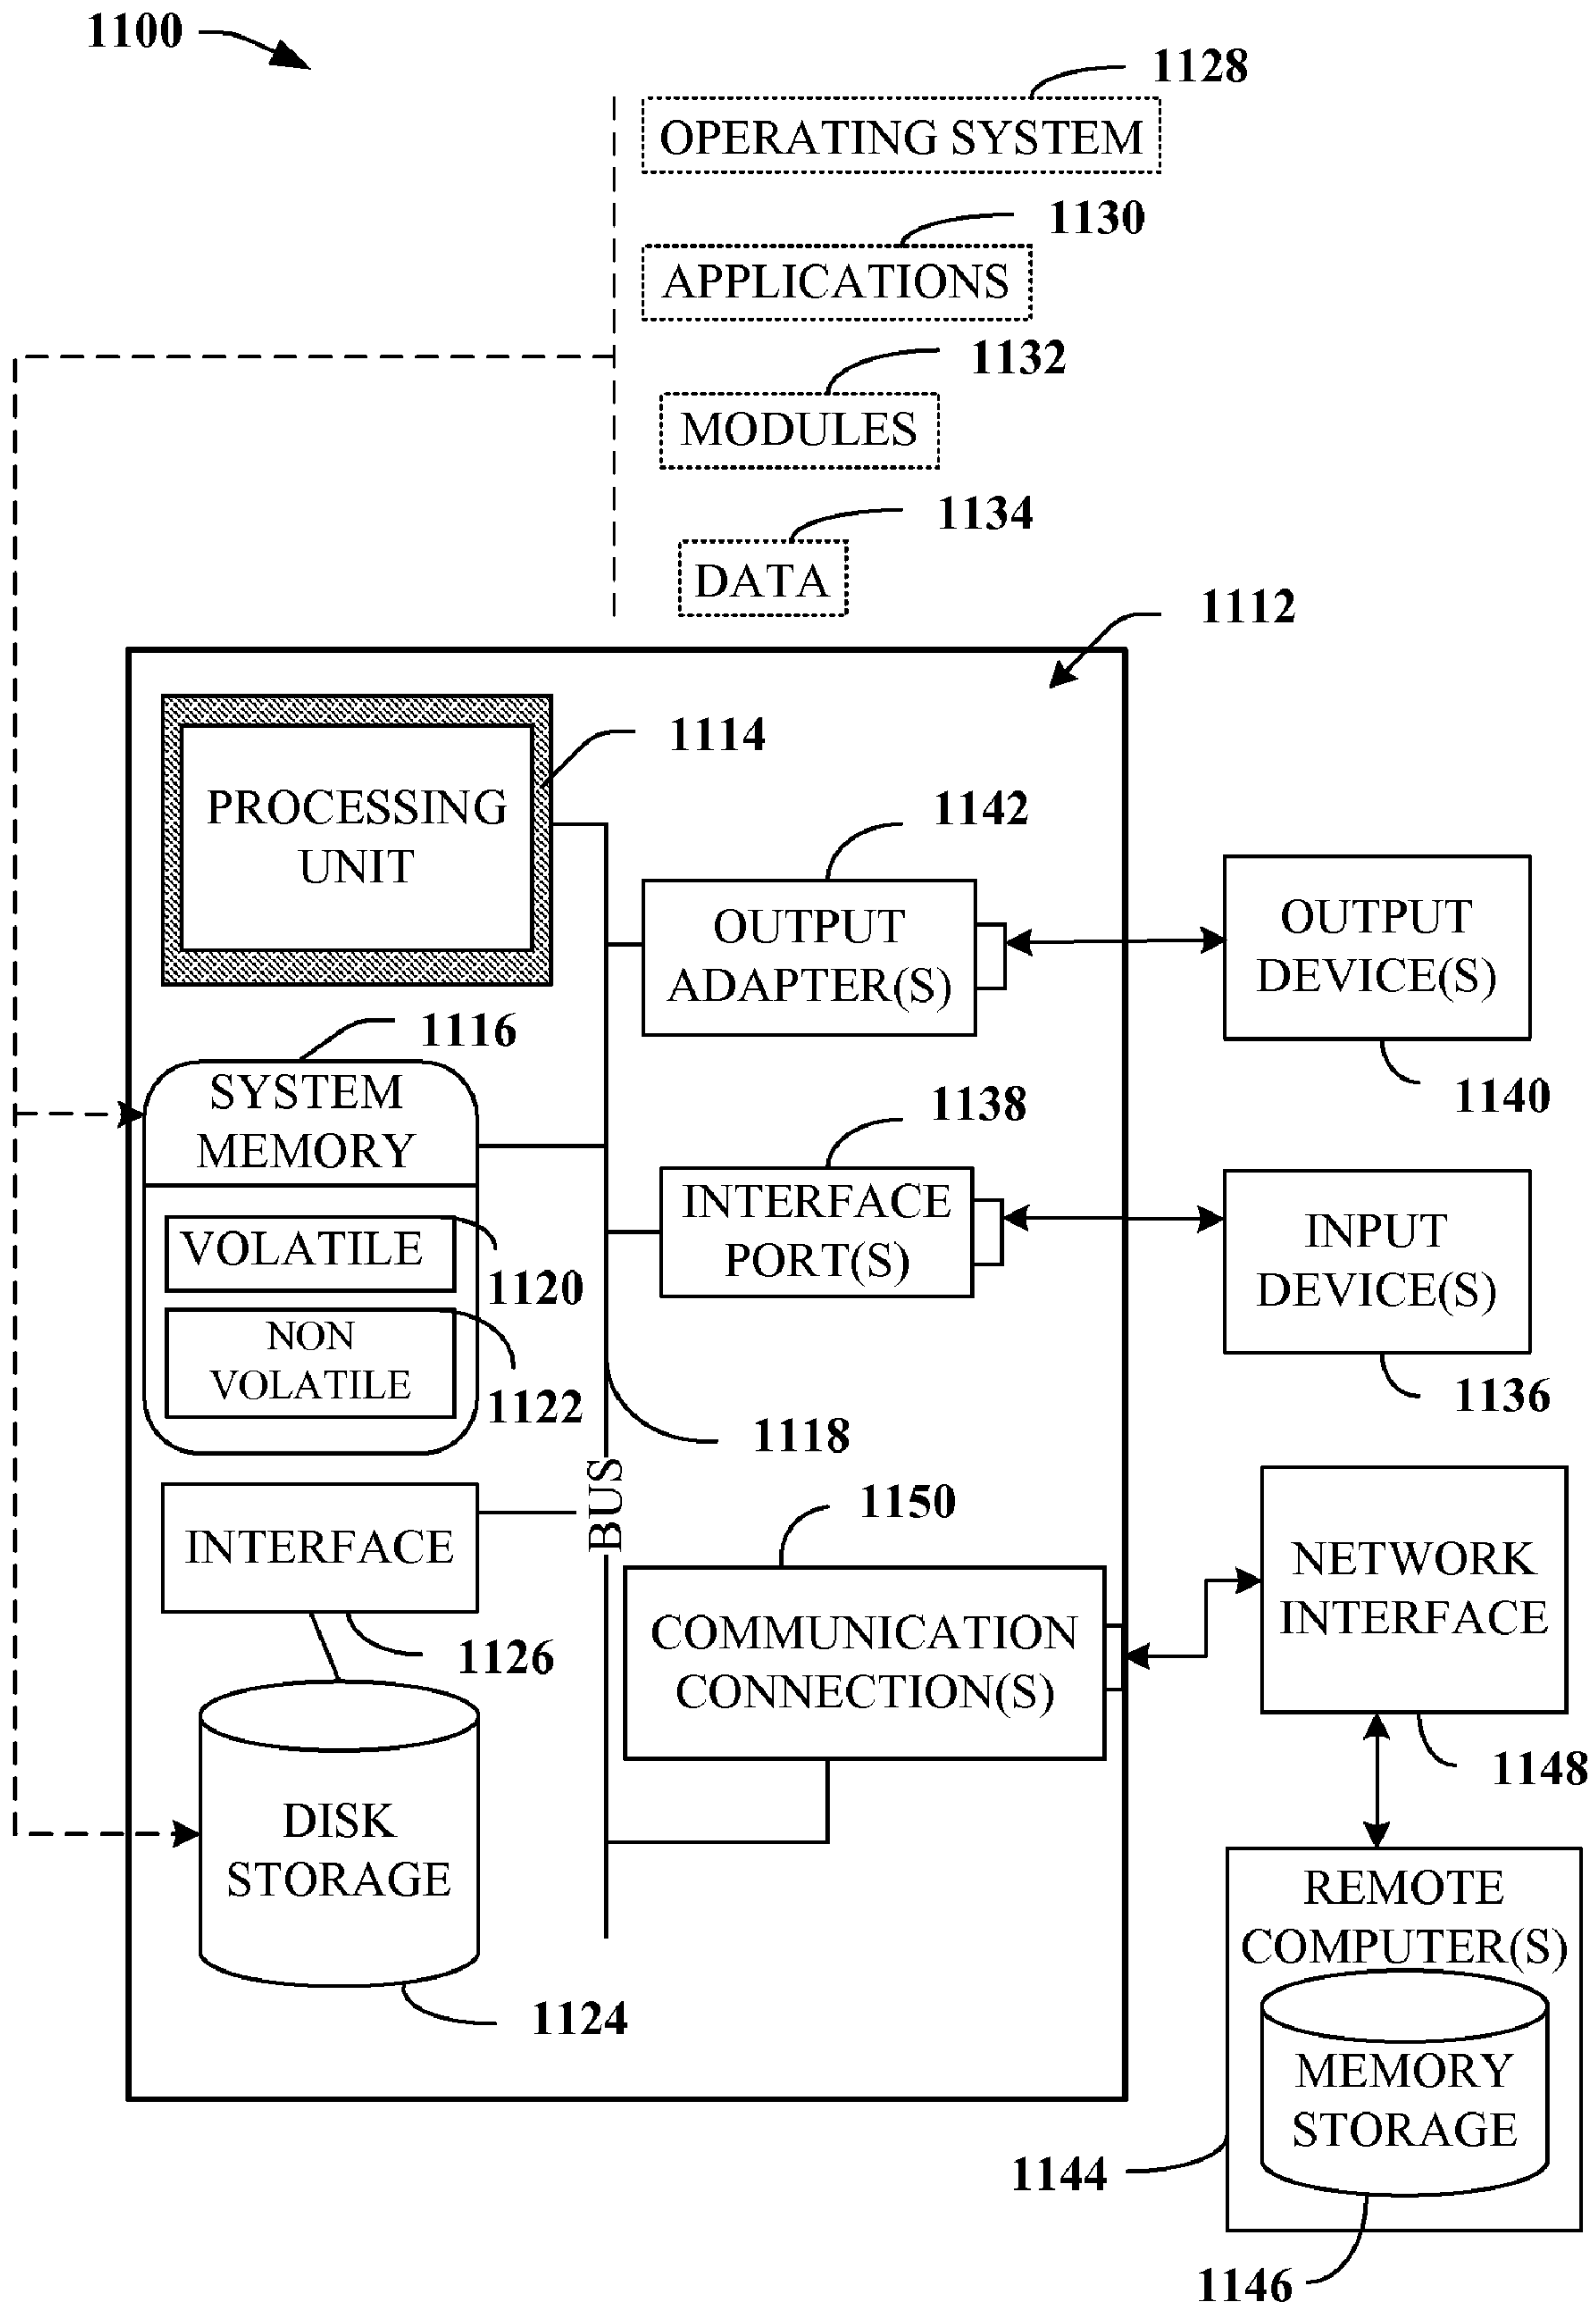 1100
1128
OPERATING SYSTEM
1130
APPLICATIONS
1132
MODULES
1134
DATA
1112
1114
PROCESSING
UNIT
1142
OUTPUT
ADAPTER(S)
OUTPUT
DEVICE(S)
1140
1116
SYSTEM
MEMORY
VOLATILE
1120
NON
VOLATILE
1122
1138
INTERFACE
PORT(S)
INPUT
DEVICE(S)
1136
1118
BUS
INTERFACE
1126
1150
COMMUNICATION
CONNECTION(S)
NETWORK
INTERFACE
1148
DISK
STORAGE
1124
REMOTE
COMPUTER(S)
MEMORY
STORAGE
1144
1146